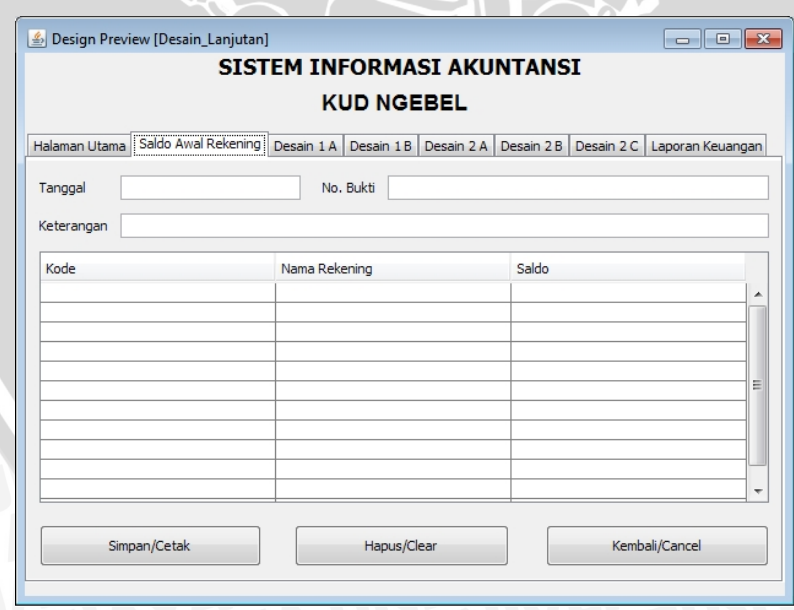 Design Preview [Desain_Lanjutan]
SISTEM INFORMASI AKUNTANSI
KUD NGEBEL
Halaman Utama Saldo Awal Rekening Desain 1 A Desain 1 B Desain 2 A Desain 2 B Desain 2 C Laporan Keuangan
Tanggal No. Bukti
Keterangan
Kode Nama Rekening Saldo
Simpan/Cetak Hapus/Clear Kembali/Cancel